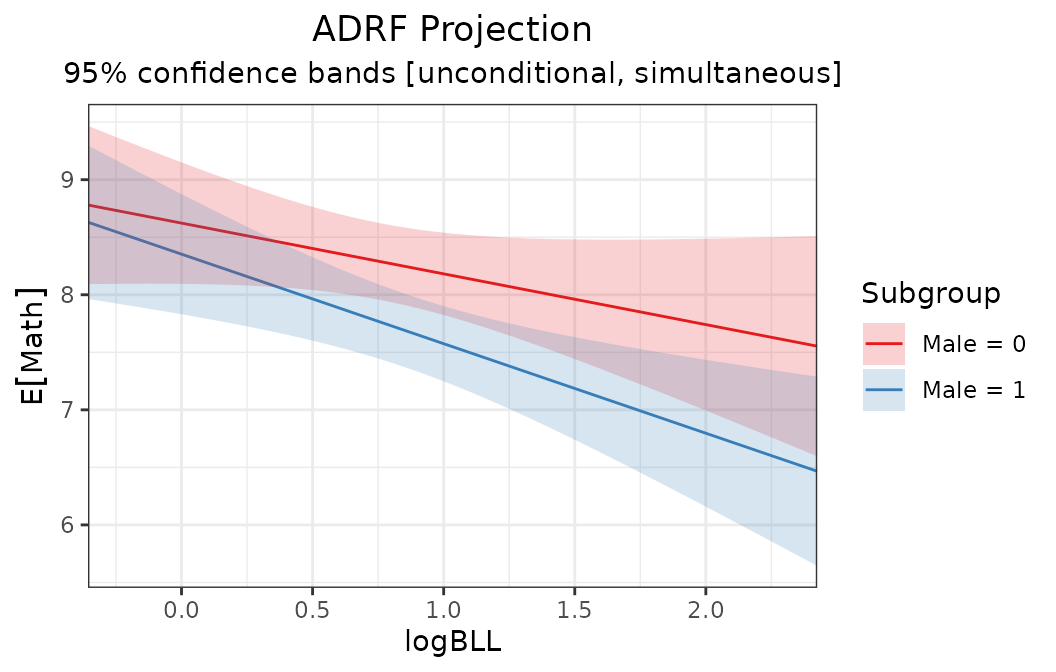 ADRF Projection
95% confidence bands [unconditional, simultaneous]
E[Math]
9
8
7
6
0.0 0.5 1.0 1.5 2.0
logBLL
Subgroup
Male = 0
Male = 1